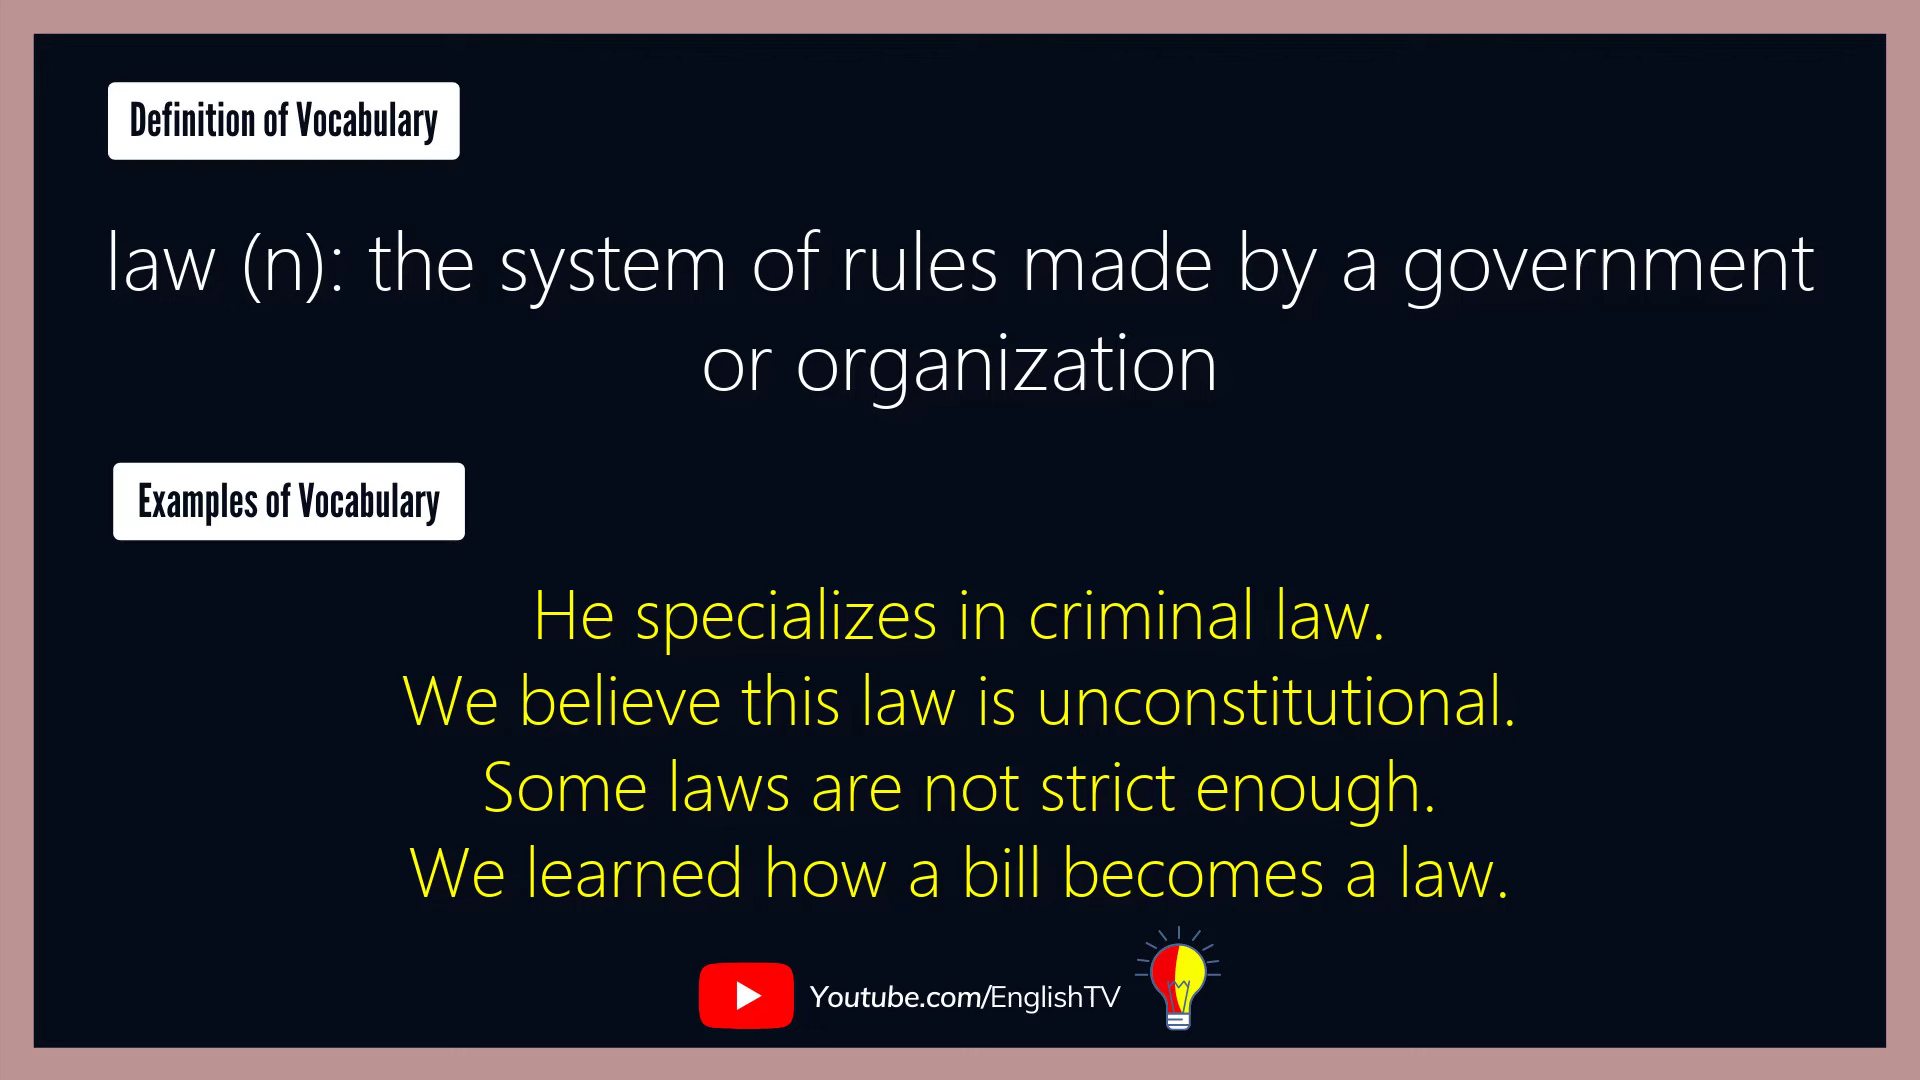 Definition of Vocabulary
law (n): the system of rules made by a government
or organization
Examples of Vocabulary
He specializes in criminal law.
We believe this law is unconstitutional.
Some laws are not strict enough.
We learned how a bill becomes a law.
Youtube.com/EnglishTV